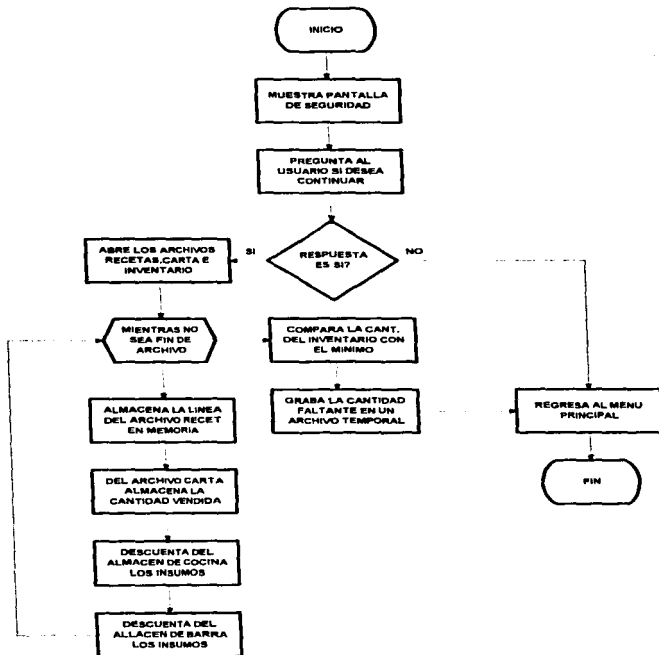 INICIO
MUESTRA PANTALLA
DE SEGURIDAD
PREGUNTA AL
USUARIO SI DESEA
CONTINUAR
RESPUESTA
ES SI?
SI
NO
ABRE LOS ARCHIVOS
RECETAS,CARTA E
INVENTARIO
MIENTRAS NO
SEA FIN DE
ARCHIVO
COMPARA LA CANT.
DEL INVENTARIO CON
EL MINIMO
ALMACENA LA LINEA
DEL ARCHIVO RECET
EN MEMORIA
GRABA LA CANTIDAD
FALTANTE EN UN
ARCHIVO TEMPORAL
REGRESA AL MENU
PRINCIPAL
FIN
DEL ARCHIVO CARTA
ALMACENA LA
CANTIDAD VENDIDA
DESCUENTA DEL
ALMACEN DE COCINA
LOS INSUMOS
DESCUENTA DEL
ALLACEN DE BARRA
LOS INSUMOS